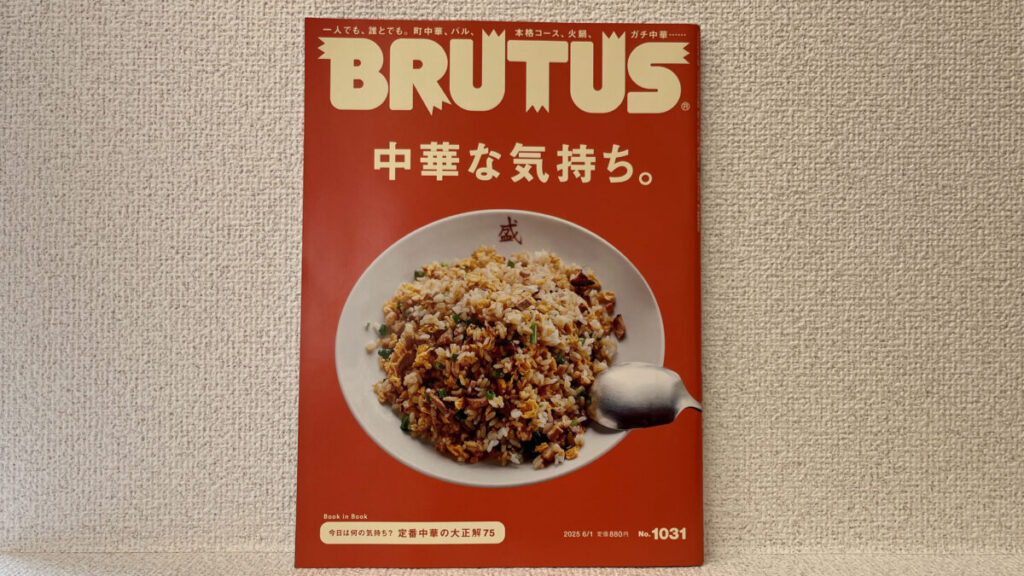 一人でも、誰とでも。町中華、バル、本格コース、火鍋、ガチ中華……
BRUTUS®
中華な気持ち。
盛
Book in Book
今日は何の気持ち? 定番中華の大正解75
2025 6/1 定価880円 No.1031